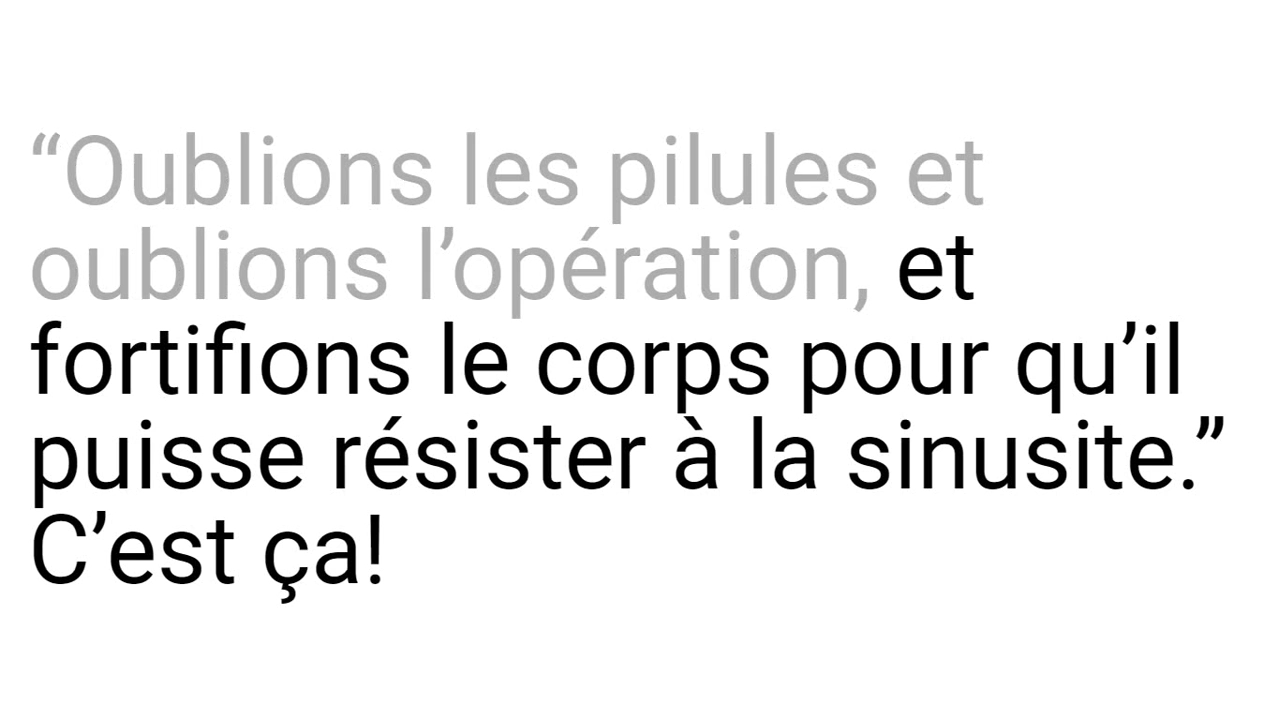 “Oublions les pilules et
oublions l’opération, et
fortifions le corps pour qu’il
puisse résister à la sinusite.”
C’est ça!